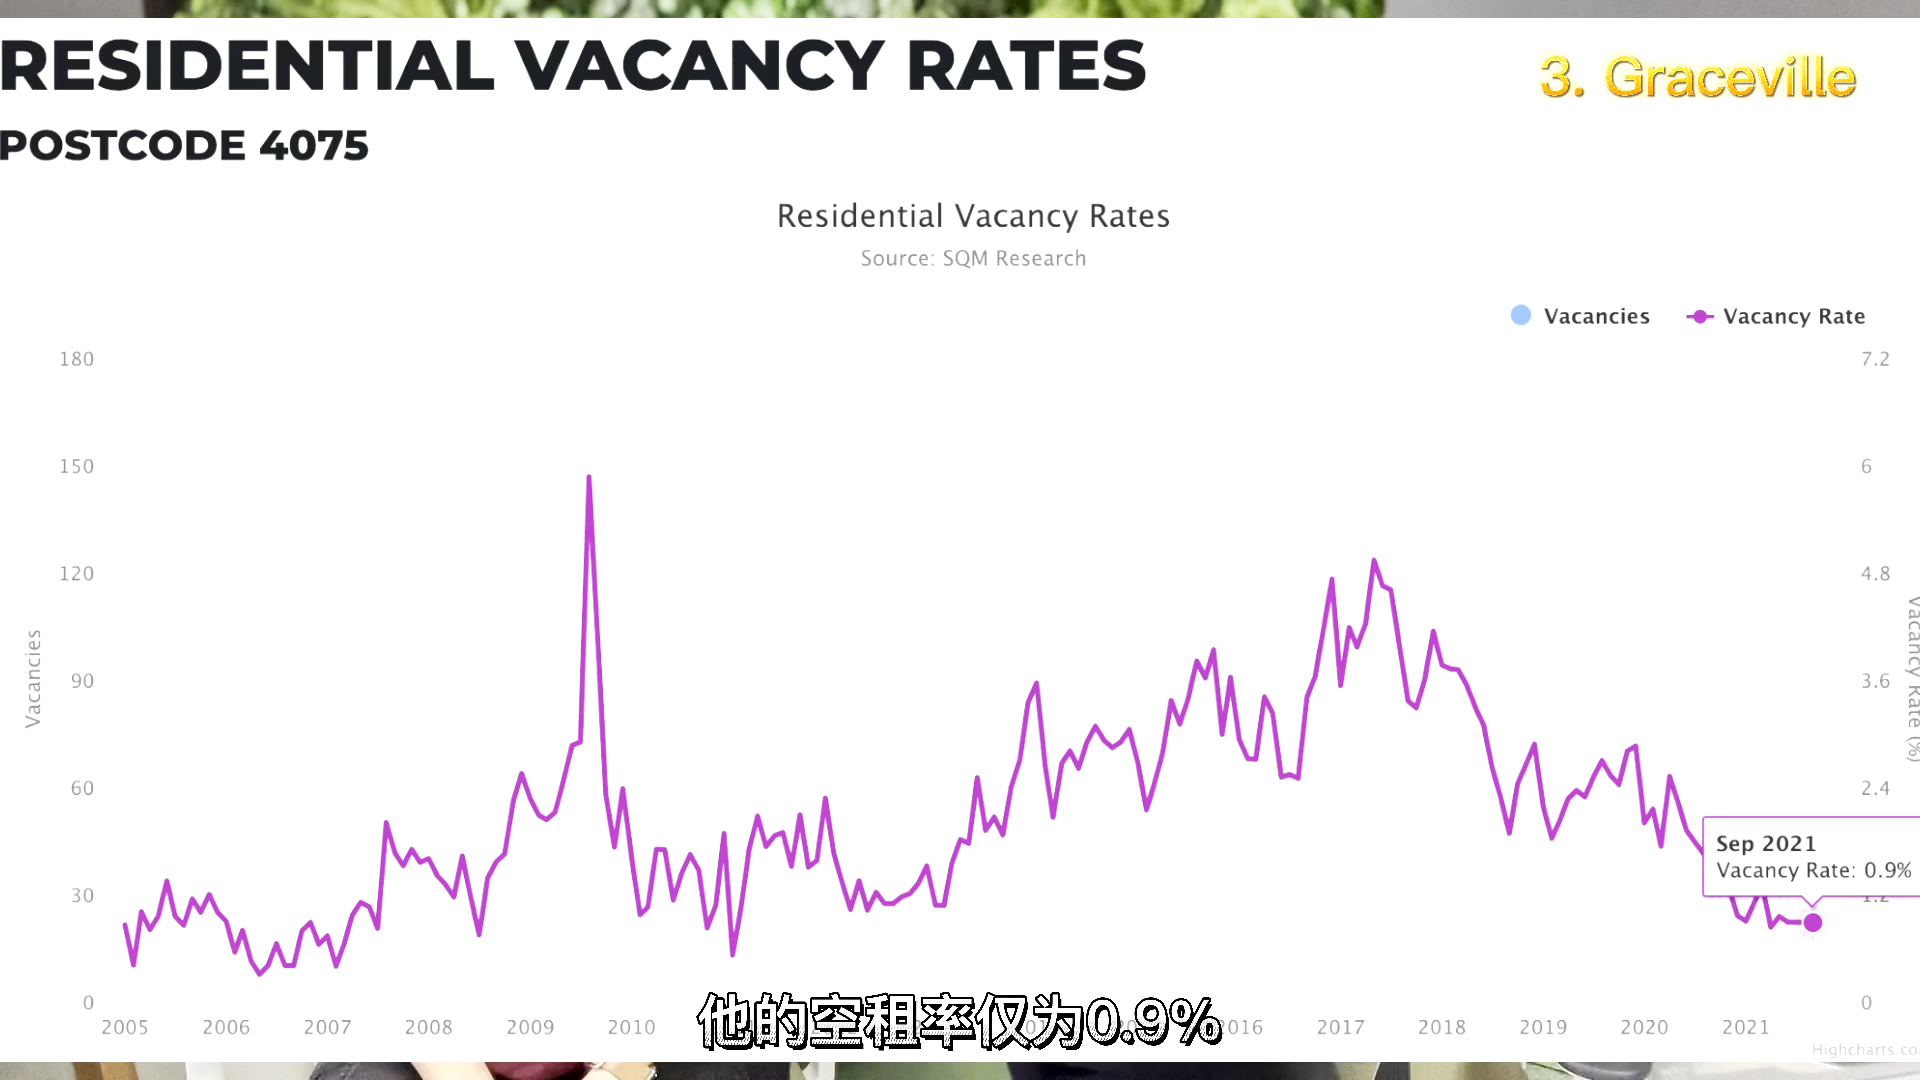 RESIDENTIAL VACANCY RATES
3. Graceville
POSTCODE 4075
Residential Vacancy Rates
Source: SQM Research
Vacancies
Vacancy Rate
180
7.2
150
6
120
4.8
90
3.6
60
2.4
30
1.2
0
0
Vacancies
Vacancy Rate (%)
Sep 2021
Vacancy Rate: 0.9%
2005 2006 2007 2008 2009 2010 2016 2017 2018 2019 2020 2021
他的空租率仅为0.9%